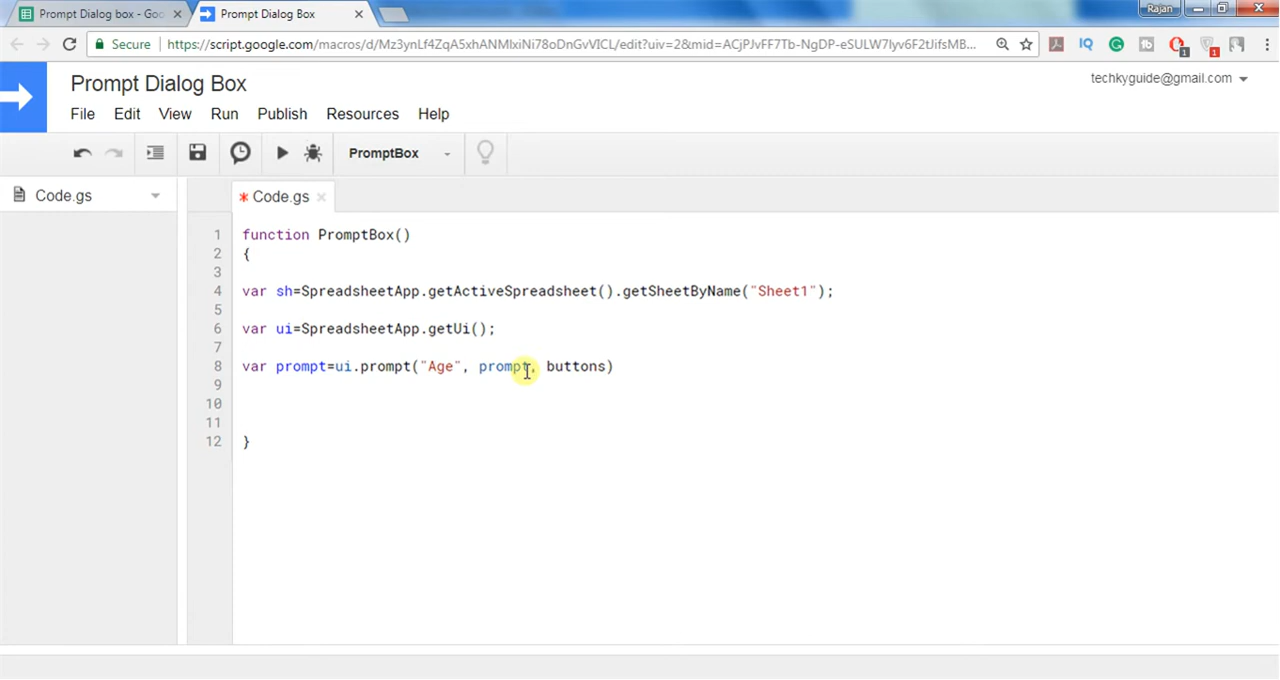 Prompt Dialog box - Goo
Prompt Dialog Box
Rajan
Secure
https://script.google.com/macros/d/Mz3ynLf4ZqA5xhANMlxiNi78oDnGvVICL/edit?uiv=2&mid=ACjPJvFF7Tb-NgDP-eSULW7lyv6F2tJifsMB...
IQ
1
1
Prompt Dialog Box
techkyguide@gmail.com
File Edit View Run Publish Resources Help
PromptBox
Code.gs
* Code.gs
1 function PromptBox()
2 {
3
4 var sh=SpreadsheetApp.getActiveSpreadsheet().getSheetByName("Sheet1");
5
6 var ui=SpreadsheetApp.getUi();
7
8 var prompt=ui.prompt("Age", prompt, buttons)
9
10
11
12 }